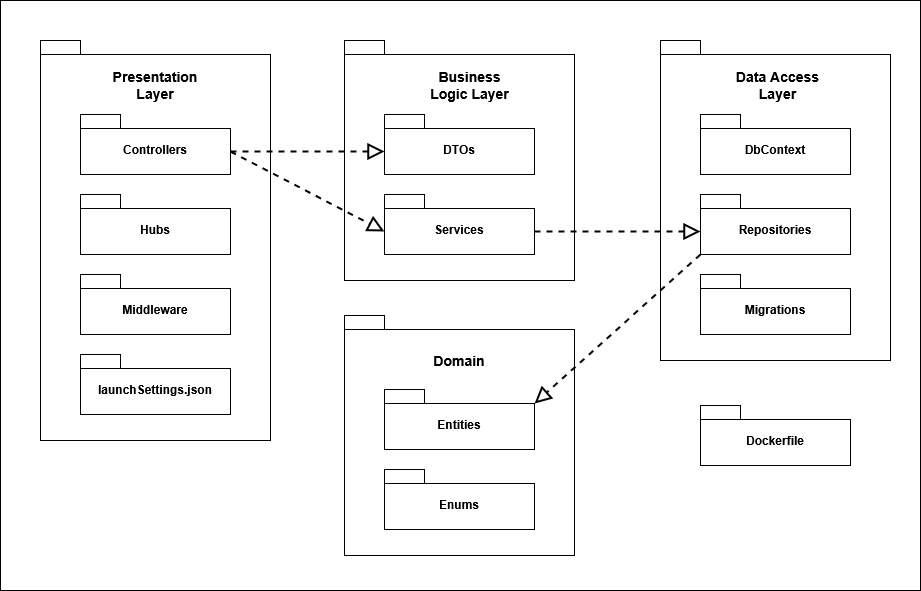 Presentation
Layer
Controllers
Hubs
Middleware
launchSettings.json
Business
Logic Layer
DTOs
Services
Domain
Entities
Enums
Data Access
Layer
DbContext
Repositories
Migrations
Dockerfile